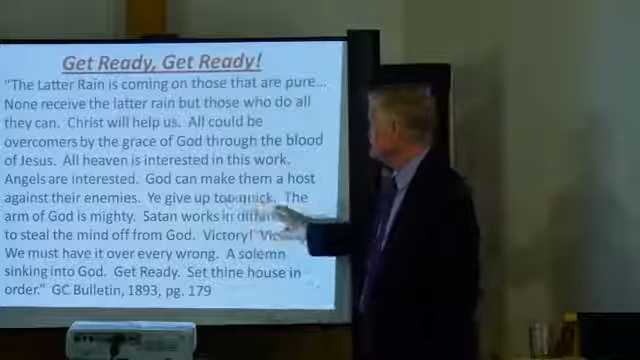 Get Ready, Get Ready!
"The Latter Rain is coming on those that are pure...
None receive the latter rain but those who do all
they can. Christ will help us. All could be
overcomers by the grace of God through the blood
of Jesus. All heaven is interested in this work.
Angels are interested. God can make them a host
against their enemies. Ye give up too quick. The
arm of God is mighty. Satan works in
to steal the mind off from God. Victory!
We must have it over every wrong. A solemn
sinking into God. Get Ready. Set thine house in
order." GC Bulletin, 1893, pg. 179